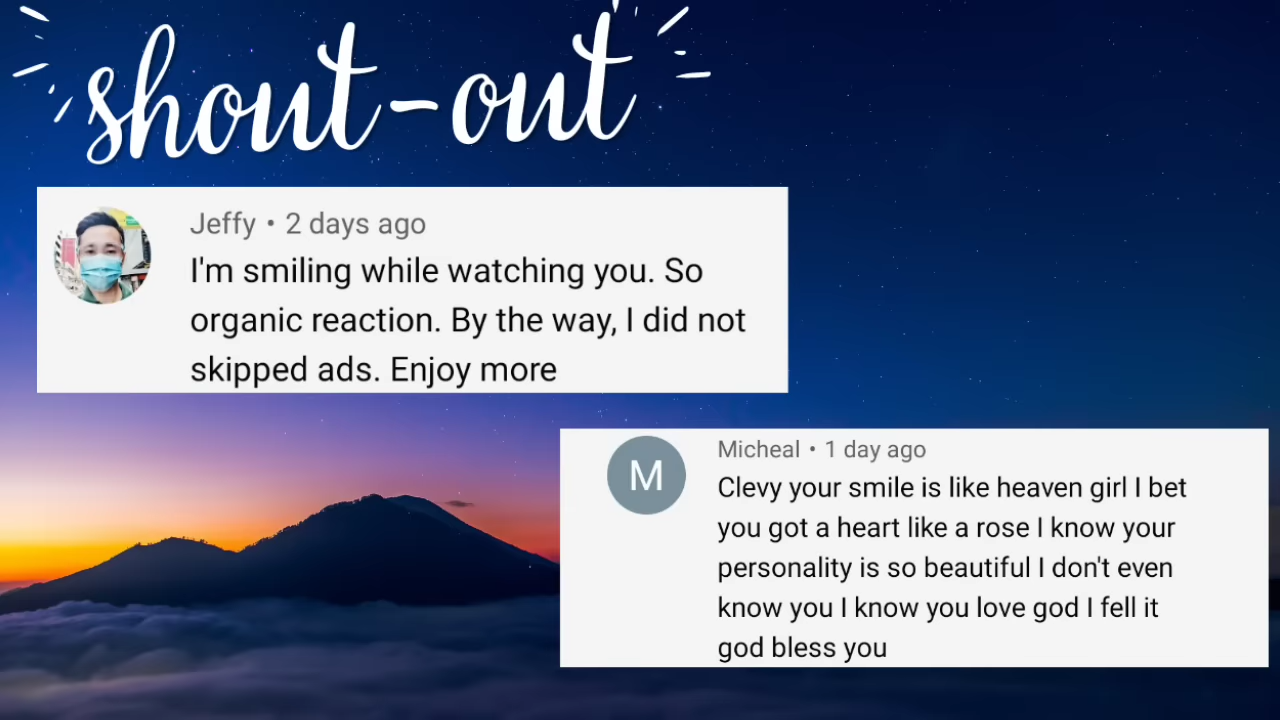 shout-out
Jeffy • 2 days ago
I'm smiling while watching you. So
organic reaction. By the way, I did not
skipped ads. Enjoy more
M
Micheal • 1 day ago
Clevy your smile is like heaven girl I bet
you got a heart like a rose I know your
personality is so beautiful I don't even
know you I know you love god I fell it
god bless you